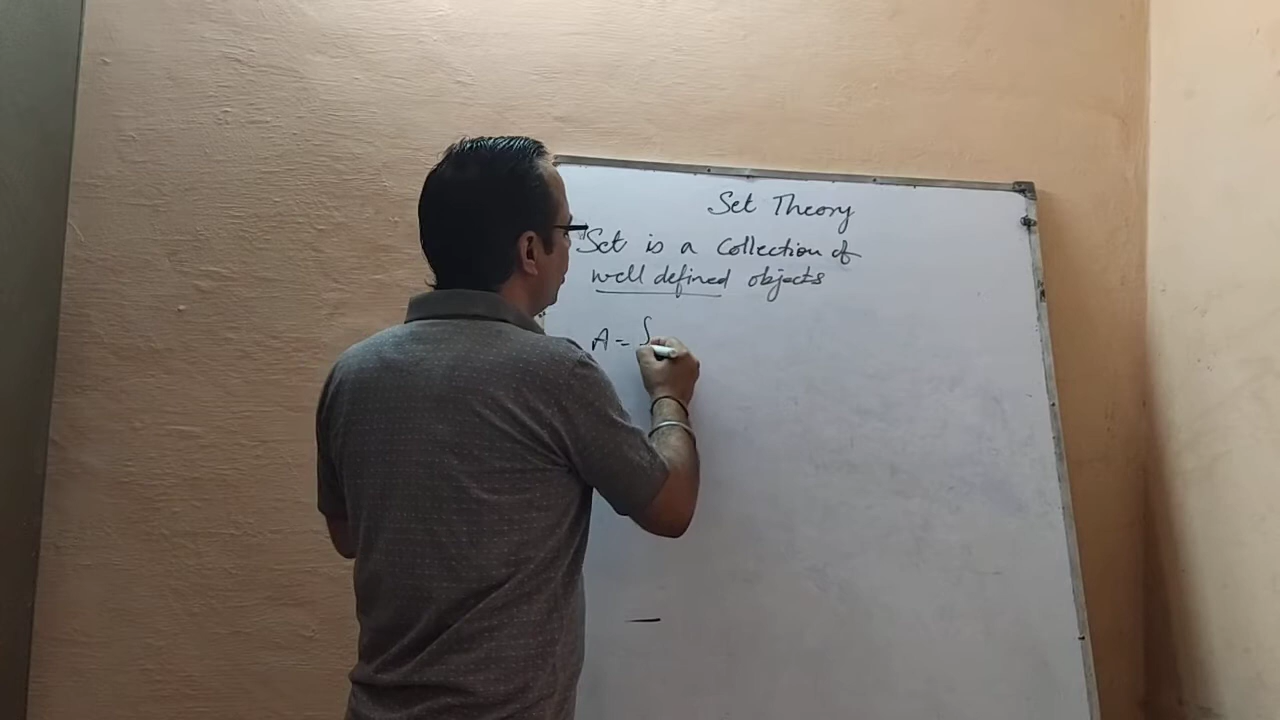 Set Theory
Set is a collection of
well defined objects
A = {